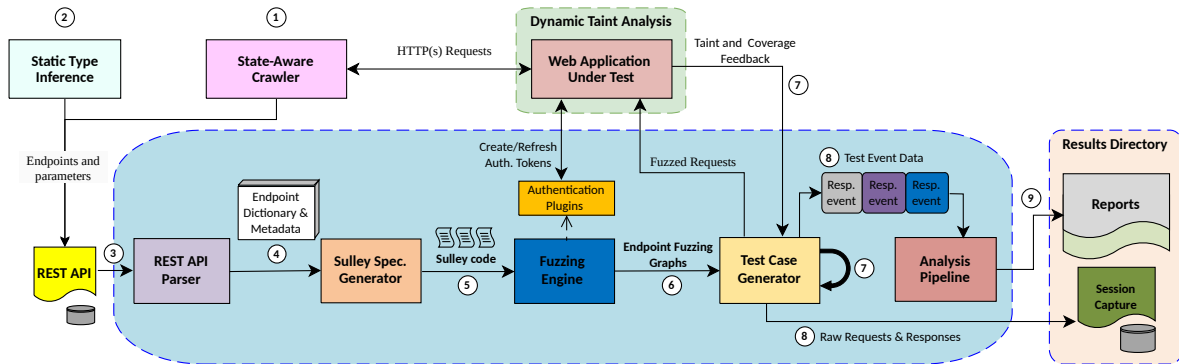 2
1
Static Type
Inference
State-Aware
Crawler
HTTP(s) Requests
Dynamic Taint Analysis
Web Application
Under Test
Taint and Coverage
Feedback
7
Endpoints and
parameters
Create/Refresh
Auth. Tokens
Fuzzed Requests
8 Test Event Data
Resp.
event
Resp.
event
Resp.
event
Results Directory
Reports
9
Endpoint
Dictionary &
Metadata
Authentication
Plugins
REST API
3
REST API
Parser
4
Sulley Spec.
Generator
Sulley code
5
Fuzzing
Engine
Endpoint Fuzzing
Graphs
6
Test Case
Generator
7
Analysis
Pipeline
Session
Capture
8 Raw Requests & Responses